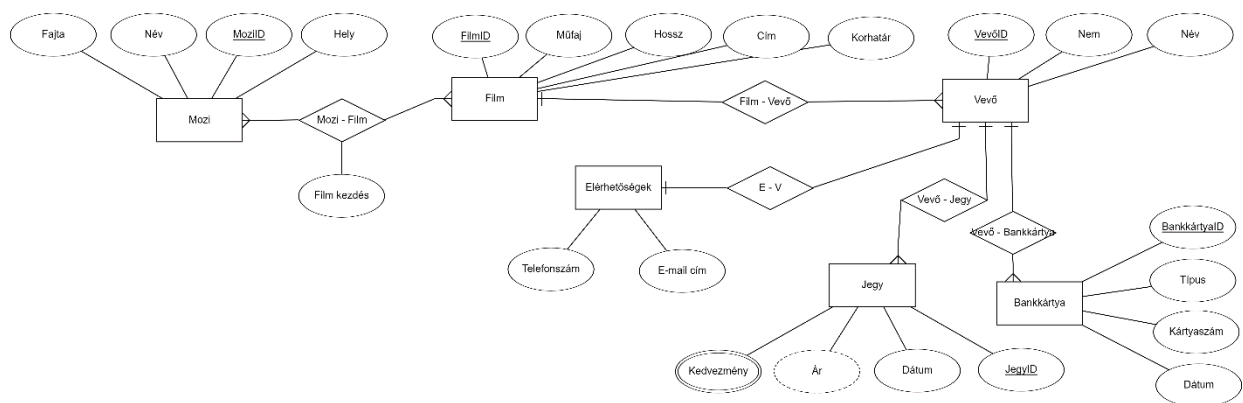 Fajta
Név
MoziID
Hely
FilmID
Műfaj
Hossz
Cím
Korhatár
VevőID
Nem
Név
Mozi
Mozi - Film
Film
Film - Vevő
Vevő
Film kezdés
Elérhetőségek
E - V
Vevő - Jegy
Vevő - Bankkártya
BankkártyaID
Telefonszám
E-mail cím
Jegy
Bankkártya
Típus
Kártyaszám
Kedvezmény
Ár
Dátum
JegyID
Dátum